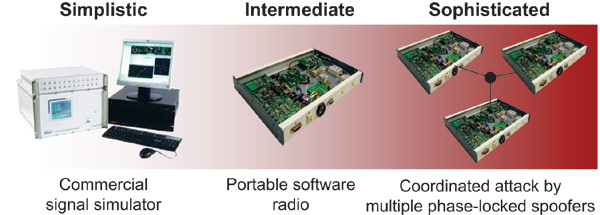 Simplistic
Intermediate
Sophisticated
Commercial
signal simulator
Portable software
radio
Coordinated attack by
multiple phase-locked spoofers